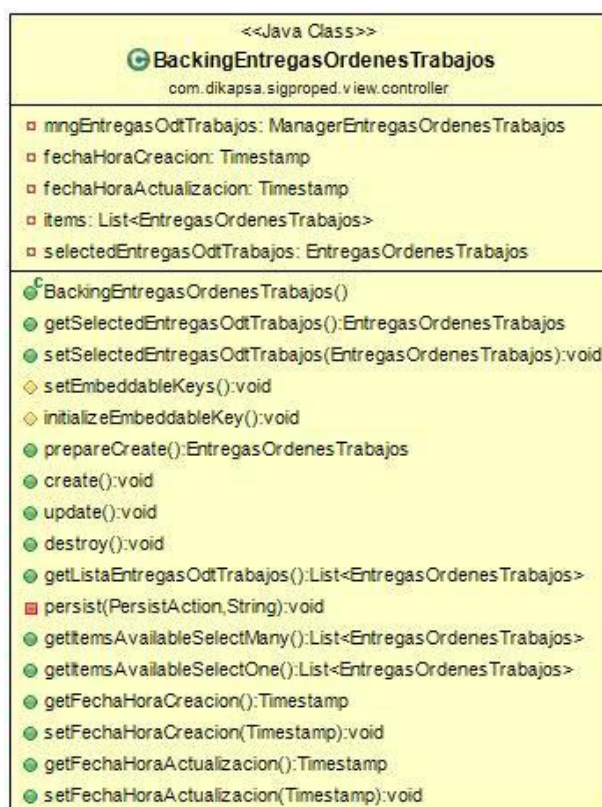 <<Java Class>>
BackingEntregasOrdenesTrabajos
com.dikapsa.sigproped.view.controller
mngEntregasOdtTrabajos: ManagerEntregasOrdenesTrabajos
fechaHoraCreacion: Timestamp
fechaHoraActualizacion: Timestamp
items: List<EntregasOrdenesTrabajos>
selectedEntregasOdtTrabajos: EntregasOrdenesTrabajos
BackingEntregasOrdenesTrabajos()
getSelectedEntregasOdtTrabajos():EntregasOrdenesTrabajos
setSelectedEntregasOdtTrabajos(EntregasOrdenesTrabajos):void
setEmbeddableKeys():void
initializeEmbeddableKey():void
prepareCreate():EntregasOrdenesTrabajos
create():void
update():void
destroy():void
getListaEntregasOdtTrabajos():List<EntregasOrdenesTrabajos>
persist(PersistAction,String):void
getItemsAvailableSelectMany():List<EntregasOrdenesTrabajos>
getItemsAvailableSelectOne():List<EntregasOrdenesTrabajos>
getFechaHoraCreacion():Timestamp
setFechaHoraCreacion(Timestamp):void
getFechaHoraActualizacion():Timestamp
setFechaHoraActualizacion(Timestamp):void